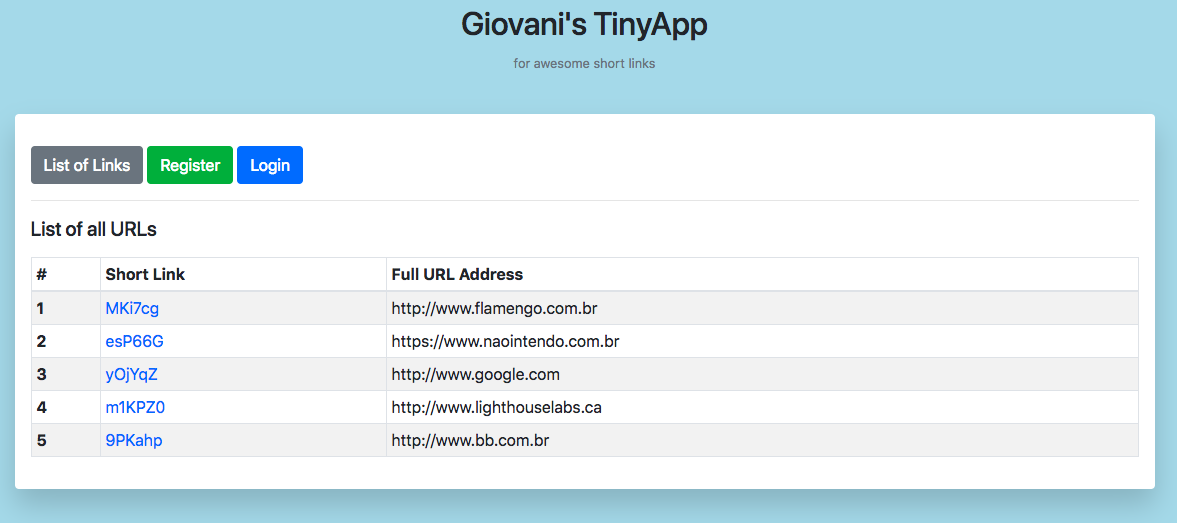 Giovani's TinyApp
for awesome short links
List of Links Register Login
List of all URLs
# Short Link Full URL Address
1 MKi7cg http://www.flamengo.com.br
2 esP66G https://www.naointendo.com.br
3 yOjYqZ http://www.google.com
4 m1KPZ0 http://www.lighthouselabs.ca
5 9PKahp http://www.bb.com.br